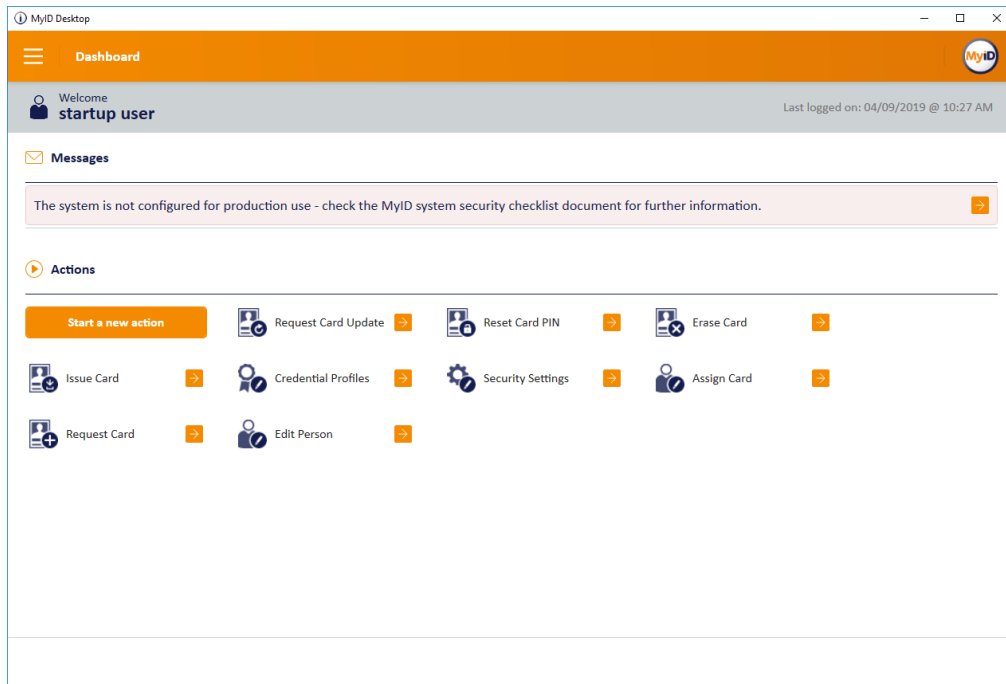 MyID Desktop
Dashboard
MyiD
Welcome
startup user
Last logged on: 04/09/2019 @ 10:27 AM
Messages
The system is not configured for production use - check the MyID system security checklist document for further information.
Actions
Start a new action
Request Card Update
Reset Card PIN
Erase Card
Issue Card
Credential Profiles
Security Settings
Assign Card
Request Card
Edit Person